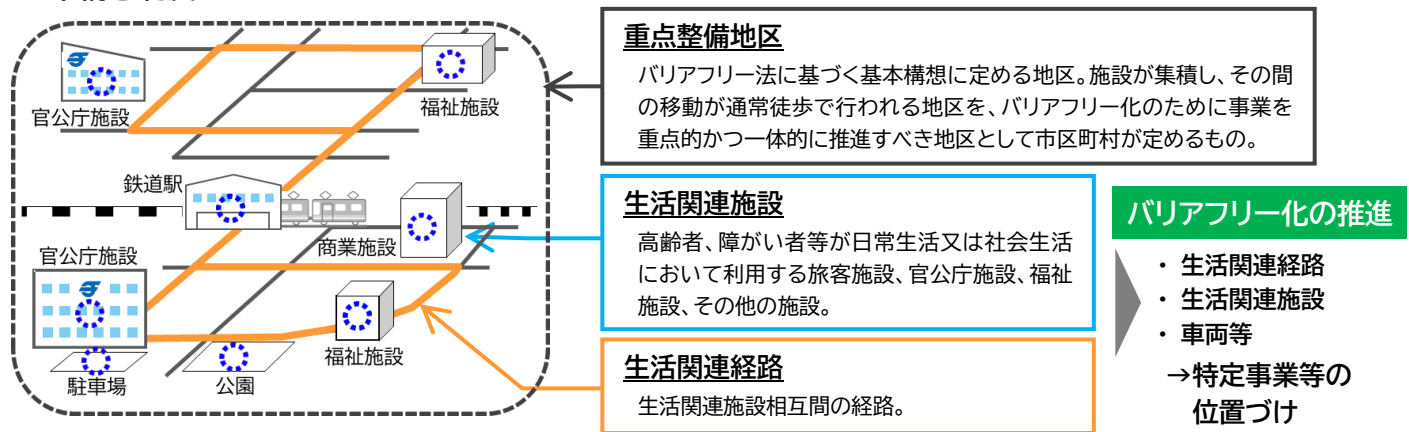 官公庁施設
福祉施設
鉄道駅
商業施設
官公庁施設
福祉施設
駐車場
公園
重点整備地区
バリアフリー法に基づく基本構想に定める地区。施設が集積し、その間
の移動が通常徒歩で行われる地区を、バリアフリー化のために事業を
重点的かつ一体的に推進すべき地区として市区町村が定めるもの。
生活関連施設
高齢者、障がい者等が日常生活又は社会生活
において利用する旅客施設、官公庁施設、福祉
施設、その他の施設。
生活関連経路
生活関連施設相互間の経路。
バリアフリー化の推進
・ 生活関連経路
・ 生活関連施設
・ 車両等
→特定事業等の
位置づけ